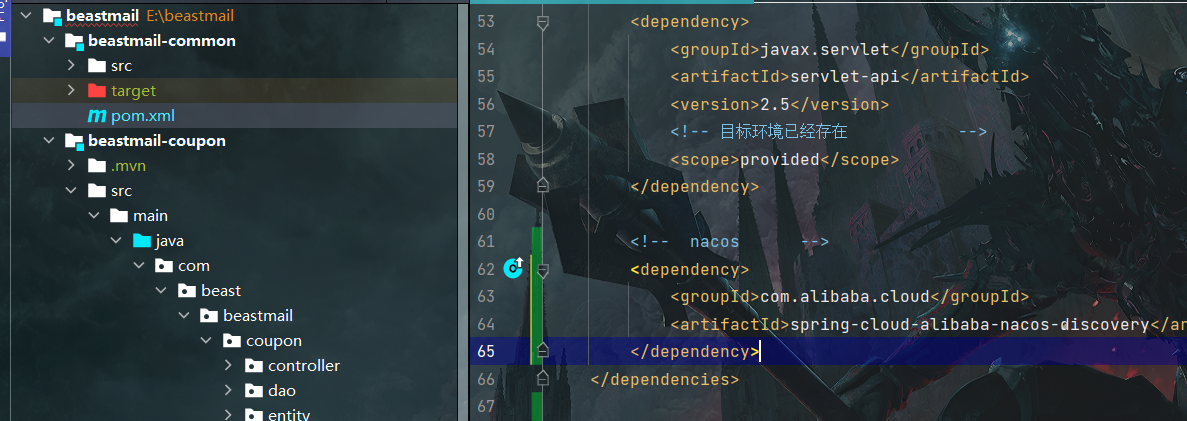 beastmail E:\beastmail
beastmail-common
src
target
pom.xml
beastmail-coupon
.mvn
src
main
java
com
beast
beastmail
coupon
controller
dao
entity
53 <dependency>
54 <groupId>javax.servlet</groupId>
55 <artifactId>servlet-api</artifactId>
56 <version>2.5</version>
57 <!-- 目标环境已经存在 -->
58 <scope>provided</scope>
59 </dependency>
60
61 <!-- nacos -->
62 <dependency>
63 <groupId>com.alibaba.cloud</groupId>
64 <artifactId>spring-cloud-alibaba-nacos-discovery</ar
65 </dependency>
66 </dependencies>
67